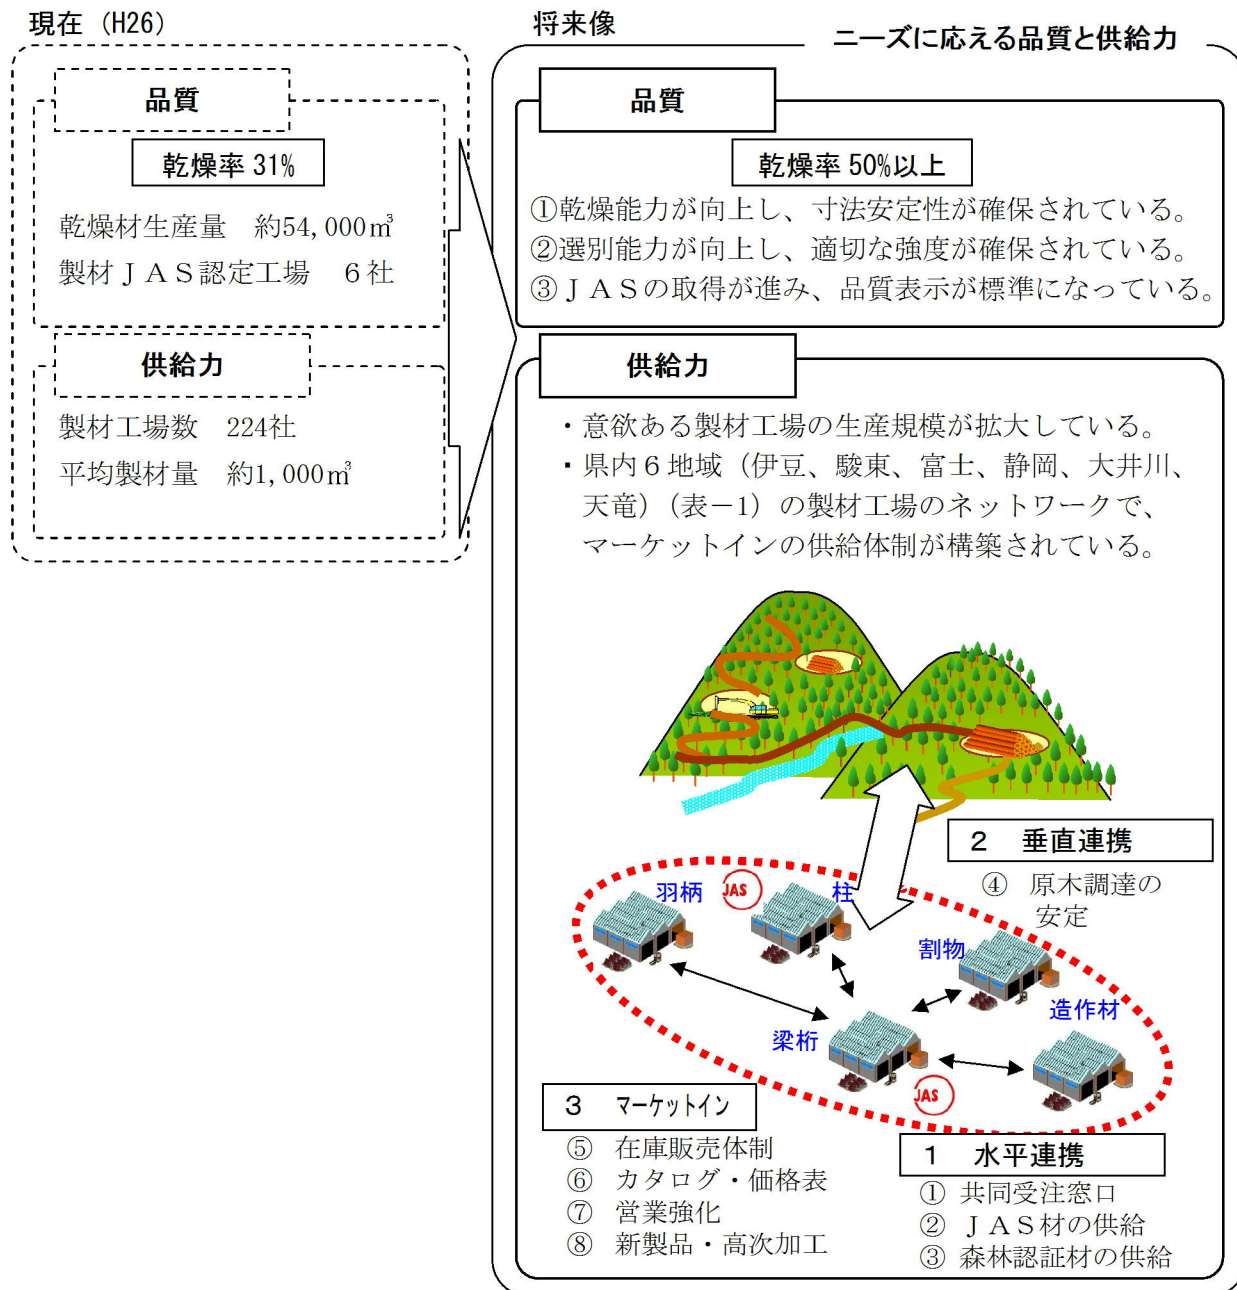 現在（H26）
品質
乾燥率 31%
乾燥材生産量　約54,000㎥
製材ＪＡＳ認定工場　６社
供給力
製材工場数　224社
平均製材量　約1,000㎥
将来像
ニーズに応える品質と供給力
品質
乾燥率 50%以上
①乾燥能力が向上し、寸法安定性が確保されている。
②選別能力が向上し、適切な強度が確保されている。
③ＪＡＳの取得が進み、品質表示が標準になっている。
供給力
・意欲ある製材工場の生産規模が拡大している。
・県内６地域（伊豆、駿東、富士、静岡、大井川、
天竜）（表－1）の製材工場のネットワークで、
マーケットインの供給体制が構築されている。
２　垂直連携
④　原木調達の
安定
羽柄
JAS
柱
割物
造作材
梁桁
JAS
３　マーケットイン
⑤　在庫販売体制
⑥　カタログ・価格表
⑦　営業強化
⑧　新製品・高次加工
１　水平連携
①　共同受注窓口
②　ＪＡＳ材の供給
③　森林認証材の供給